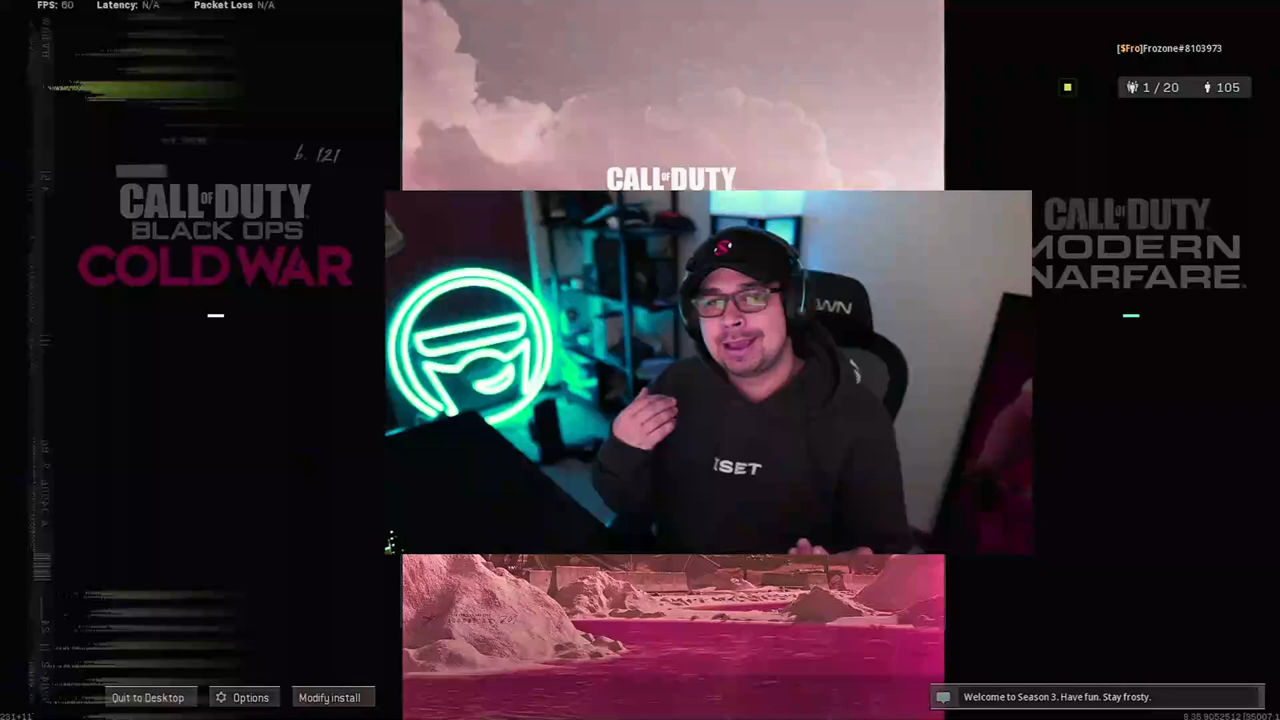 FPS: 60 Latency: N/A Packet Loss N/A
[$Fro]Frozone#8103973
1 / 20 105
b. 121
CALL OF DUTY
BLACK OPS
COLD WAR
CALL OF DUTY
CALL OF DUTY
MODERN
WARFARE
WN
SET
Quit to Desktop
Options
Modify install
Welcome to Season 3. Have fun. Stay frosty.